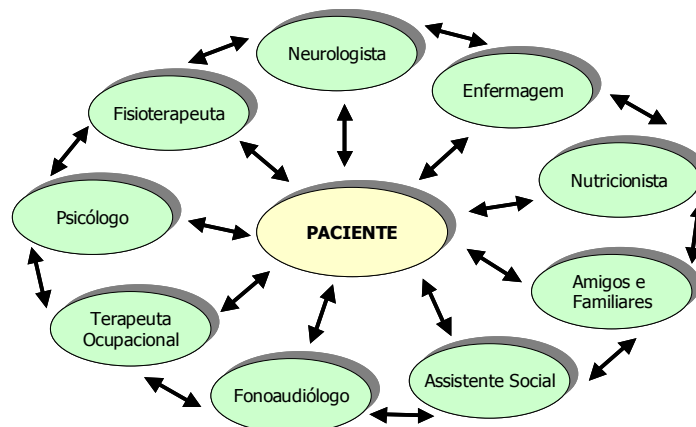 Neurologista
Enfermagem
Fisioterapeuta
Nutricionista
Psicólogo
PACIENTE
Amigos e
Familiares
Terapeuta
Ocupacional
Assistente Social
Fonoaudiólogo